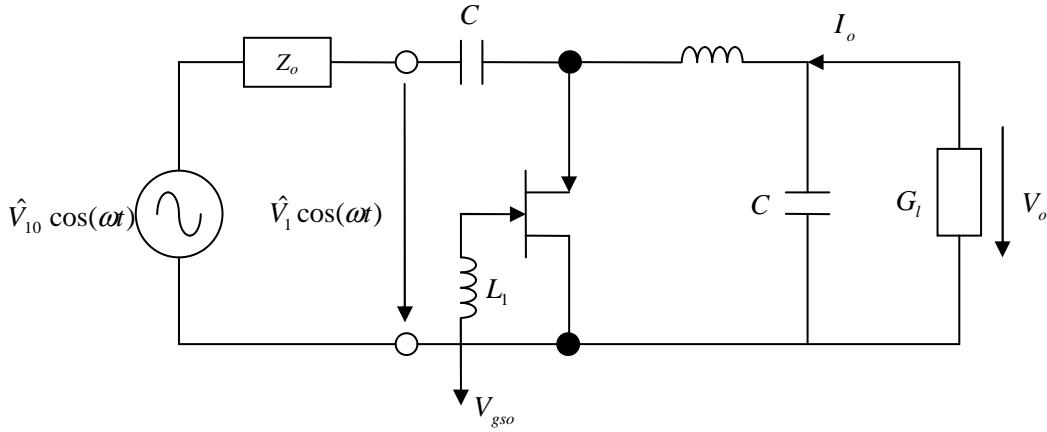 C
I_o
Z_o
V̂_10 cos(ωt)
V̂_1 cos(ωt)
L_1
V_gso
C
G_l
V_o